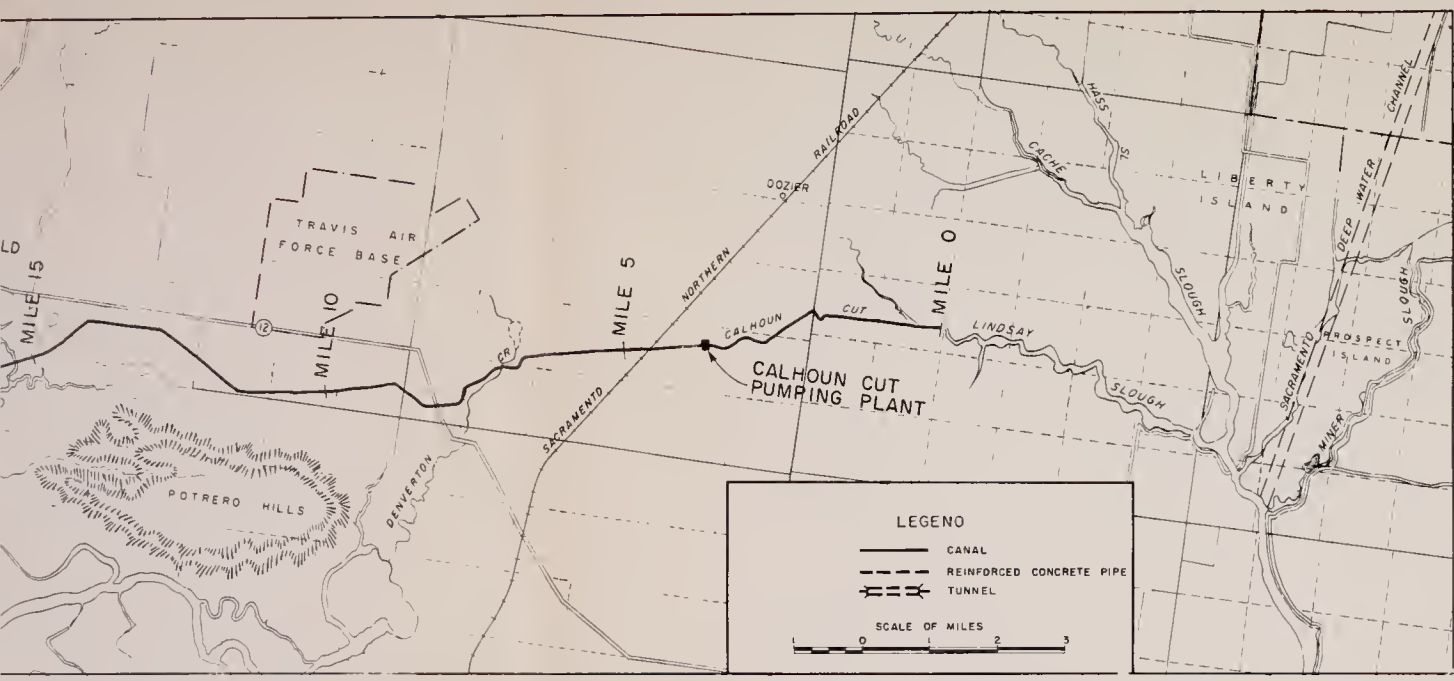 HASS
SL
CACHE
SLOUGH
LIBERTY
ISLAND
DEEP WATER
CHANNEL
SACRAMENTO
PROSPECT
ISLAND
SLOUGH
MINER
RAILROAD
DOZIER
NORTHERN
SACRAMENTO
TRAVIS AIR
FORCE BASE
LD
MILE 15
MILE 10
12
MILE 5
MILE 0
CR
DENVERTON
CALHOUN
CUT
LINDSAY
SLOUGH
CALHOUN CUT
PUMPING PLANT
POTRERO HILLS
LEGENO
CANAL
REINFORCED CONCRETE PIPE
TUNNEL
SCALE OF MILES
1 0 1 2 3